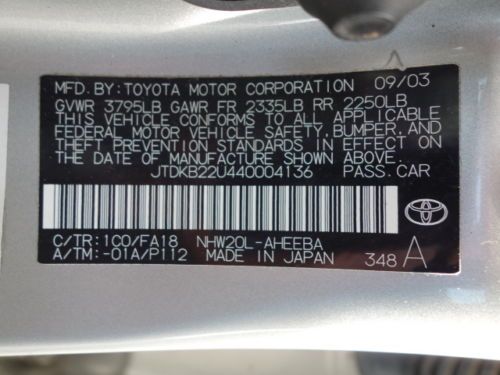 MFD. BY: TOYOTA MOTOR CORPORATION 09/03
GVWR 3795LB GAWR FR 2335LB RR 2250LB
THIS VEHICLE CONFORMS TO ALL APPLICABLE
FEDERAL MOTOR VEHICLE SAFETY, BUMPER, AND
THEFT PREVENTION STANDARDS IN EFFECT ON
THE DATE OF MANUFACTURE SHOWN ABOVE.
JTDKB22U440004136 PASS. CAR
C/TR: 1C0/FA18 NHW20L-AHEEBA
A/TM: -01A/P112 MADE IN JAPAN 348 A